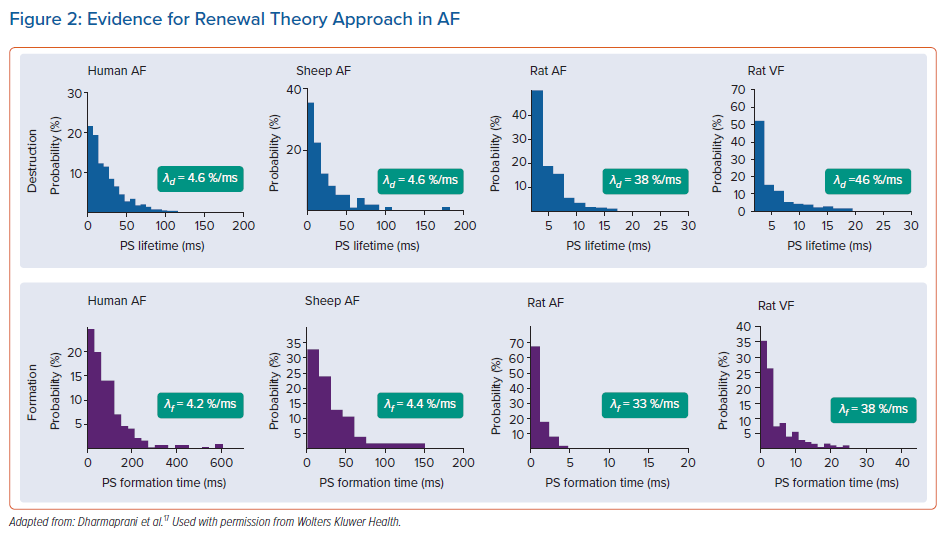 Figure 2: Evidence for Renewal Theory Approach in AF
Human AF
Sheep AF
Rat AF
Rat VF
Destruction
Probability (%)
30
20
10
λd = 4.6 %/ms
0 50 100 150 200
PS lifetime (ms)
Probability (%)
40
20
λd = 4.6 %/ms
0 50 100 150 200
PS lifetime (ms)
Probability (%)
40
30
20
10
λd = 38 %/ms
5 10 15 20 25 30
PS lifetime (ms)
Probability (%)
70
60
50
40
30
20
10
0
λd =46 %/ms
5 10 15 20 25 30
PS lifetime (ms)
Human AF
Sheep AF
Rat AF
Rat VF
Formation
Probability (%)
20
15
10
5
λf = 4.2 %/ms
0 200 400 600
PS formation time (ms)
Probability (%)
35
30
25
20
15
10
5
λf = 4.4 %/ms
0 50 100 150 200
PS formation time (ms)
Probability (%)
70
60
50
40
30
20
10
λf = 33 %/ms
0 5 10 15 20
PS formation time (ms)
Probability (%)
40
35
30
25
20
15
10
5
λf = 38 %/ms
0 10 20 30 40
PS formation time (ms)
Adapted from: Dharmaprani et al.17 Used with permission from Wolters Kluwer Health.